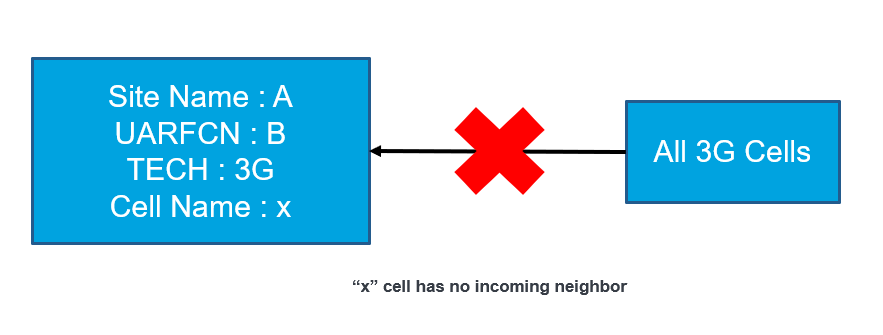 Site Name : A
UARFCN : B
TECH : 3G
Cell Name : x
All 3G Cells
“x” cell has no incoming neighbor